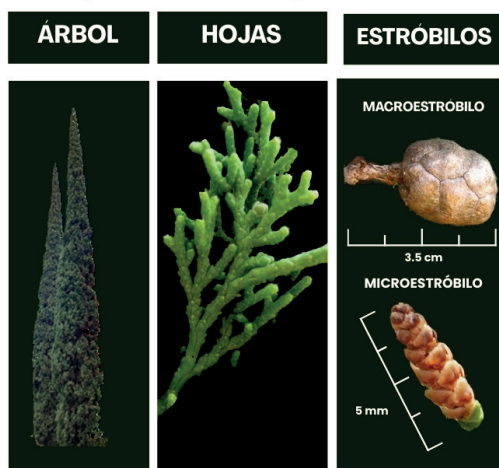 ÁRBOL
HOJAS
ESTRÓBILOS
MACROESTRÓBILO
3.5 cm
MICROESTRÓBILO
5 mm